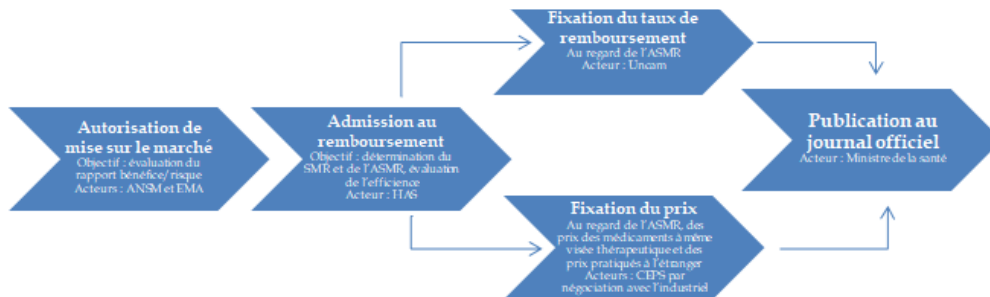 Autorisation de
mise sur le marché
Objectif : évaluation du
rapport bénéfice/risque
Acteurs : ANSM et EMA
Admission au
remboursement
Objectif : détermination du
SMR et de l'ASMR, évaluation
de l'efficience
Acteur : HAS
Fixation du taux de
remboursement
Au regard de l'ASMR
Acteur : Uncam
Fixation du prix
Au regard de l'ASMR, des
prix des médicaments à même
visée thérapeutique et des
prix pratiqués à l'étranger
Acteurs : CEPS par
négociation avec l'industriel
Publication au
journal officiel
Acteur : Ministre de la santé